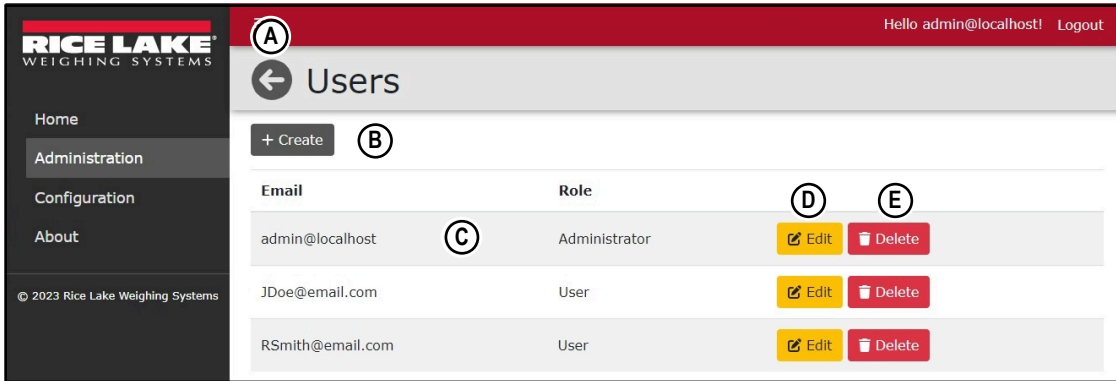 RICE LAKE®
WEIGHING SYSTEMS
Home
Administration
Configuration
About
© 2023 Rice Lake Weighing Systems
A
Hello admin@localhost! Logout
Users
+ Create B
Email Role D E
admin@localhost C Administrator Edit Delete
JDoe@email.com User Edit Delete
RSmith@email.com User Edit Delete